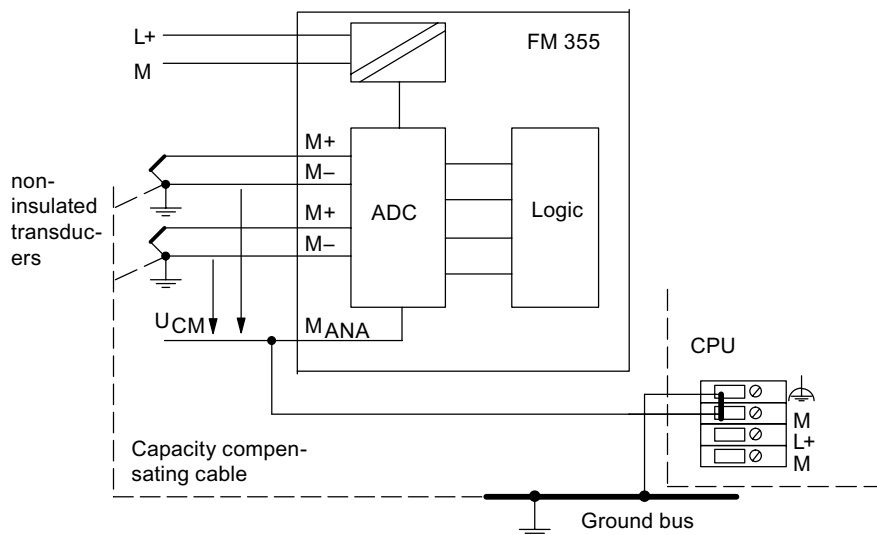 L+
FM 355
M
M+
M–
M+
M–
non-
insulated
transduc-
ers
ADC
Logic
UCM
MANA
CPU
M
L+
M
Capacity compen-
sating cable
Ground bus